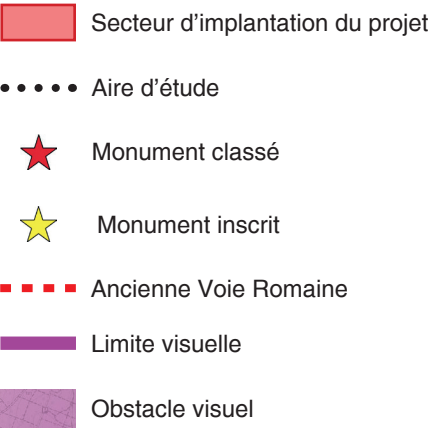 Secteur d'implantation du projet
Aire d'étude
Monument classé
Monument inscrit
Ancienne Voie Romaine
Limite visuelle
Obstacle visuel